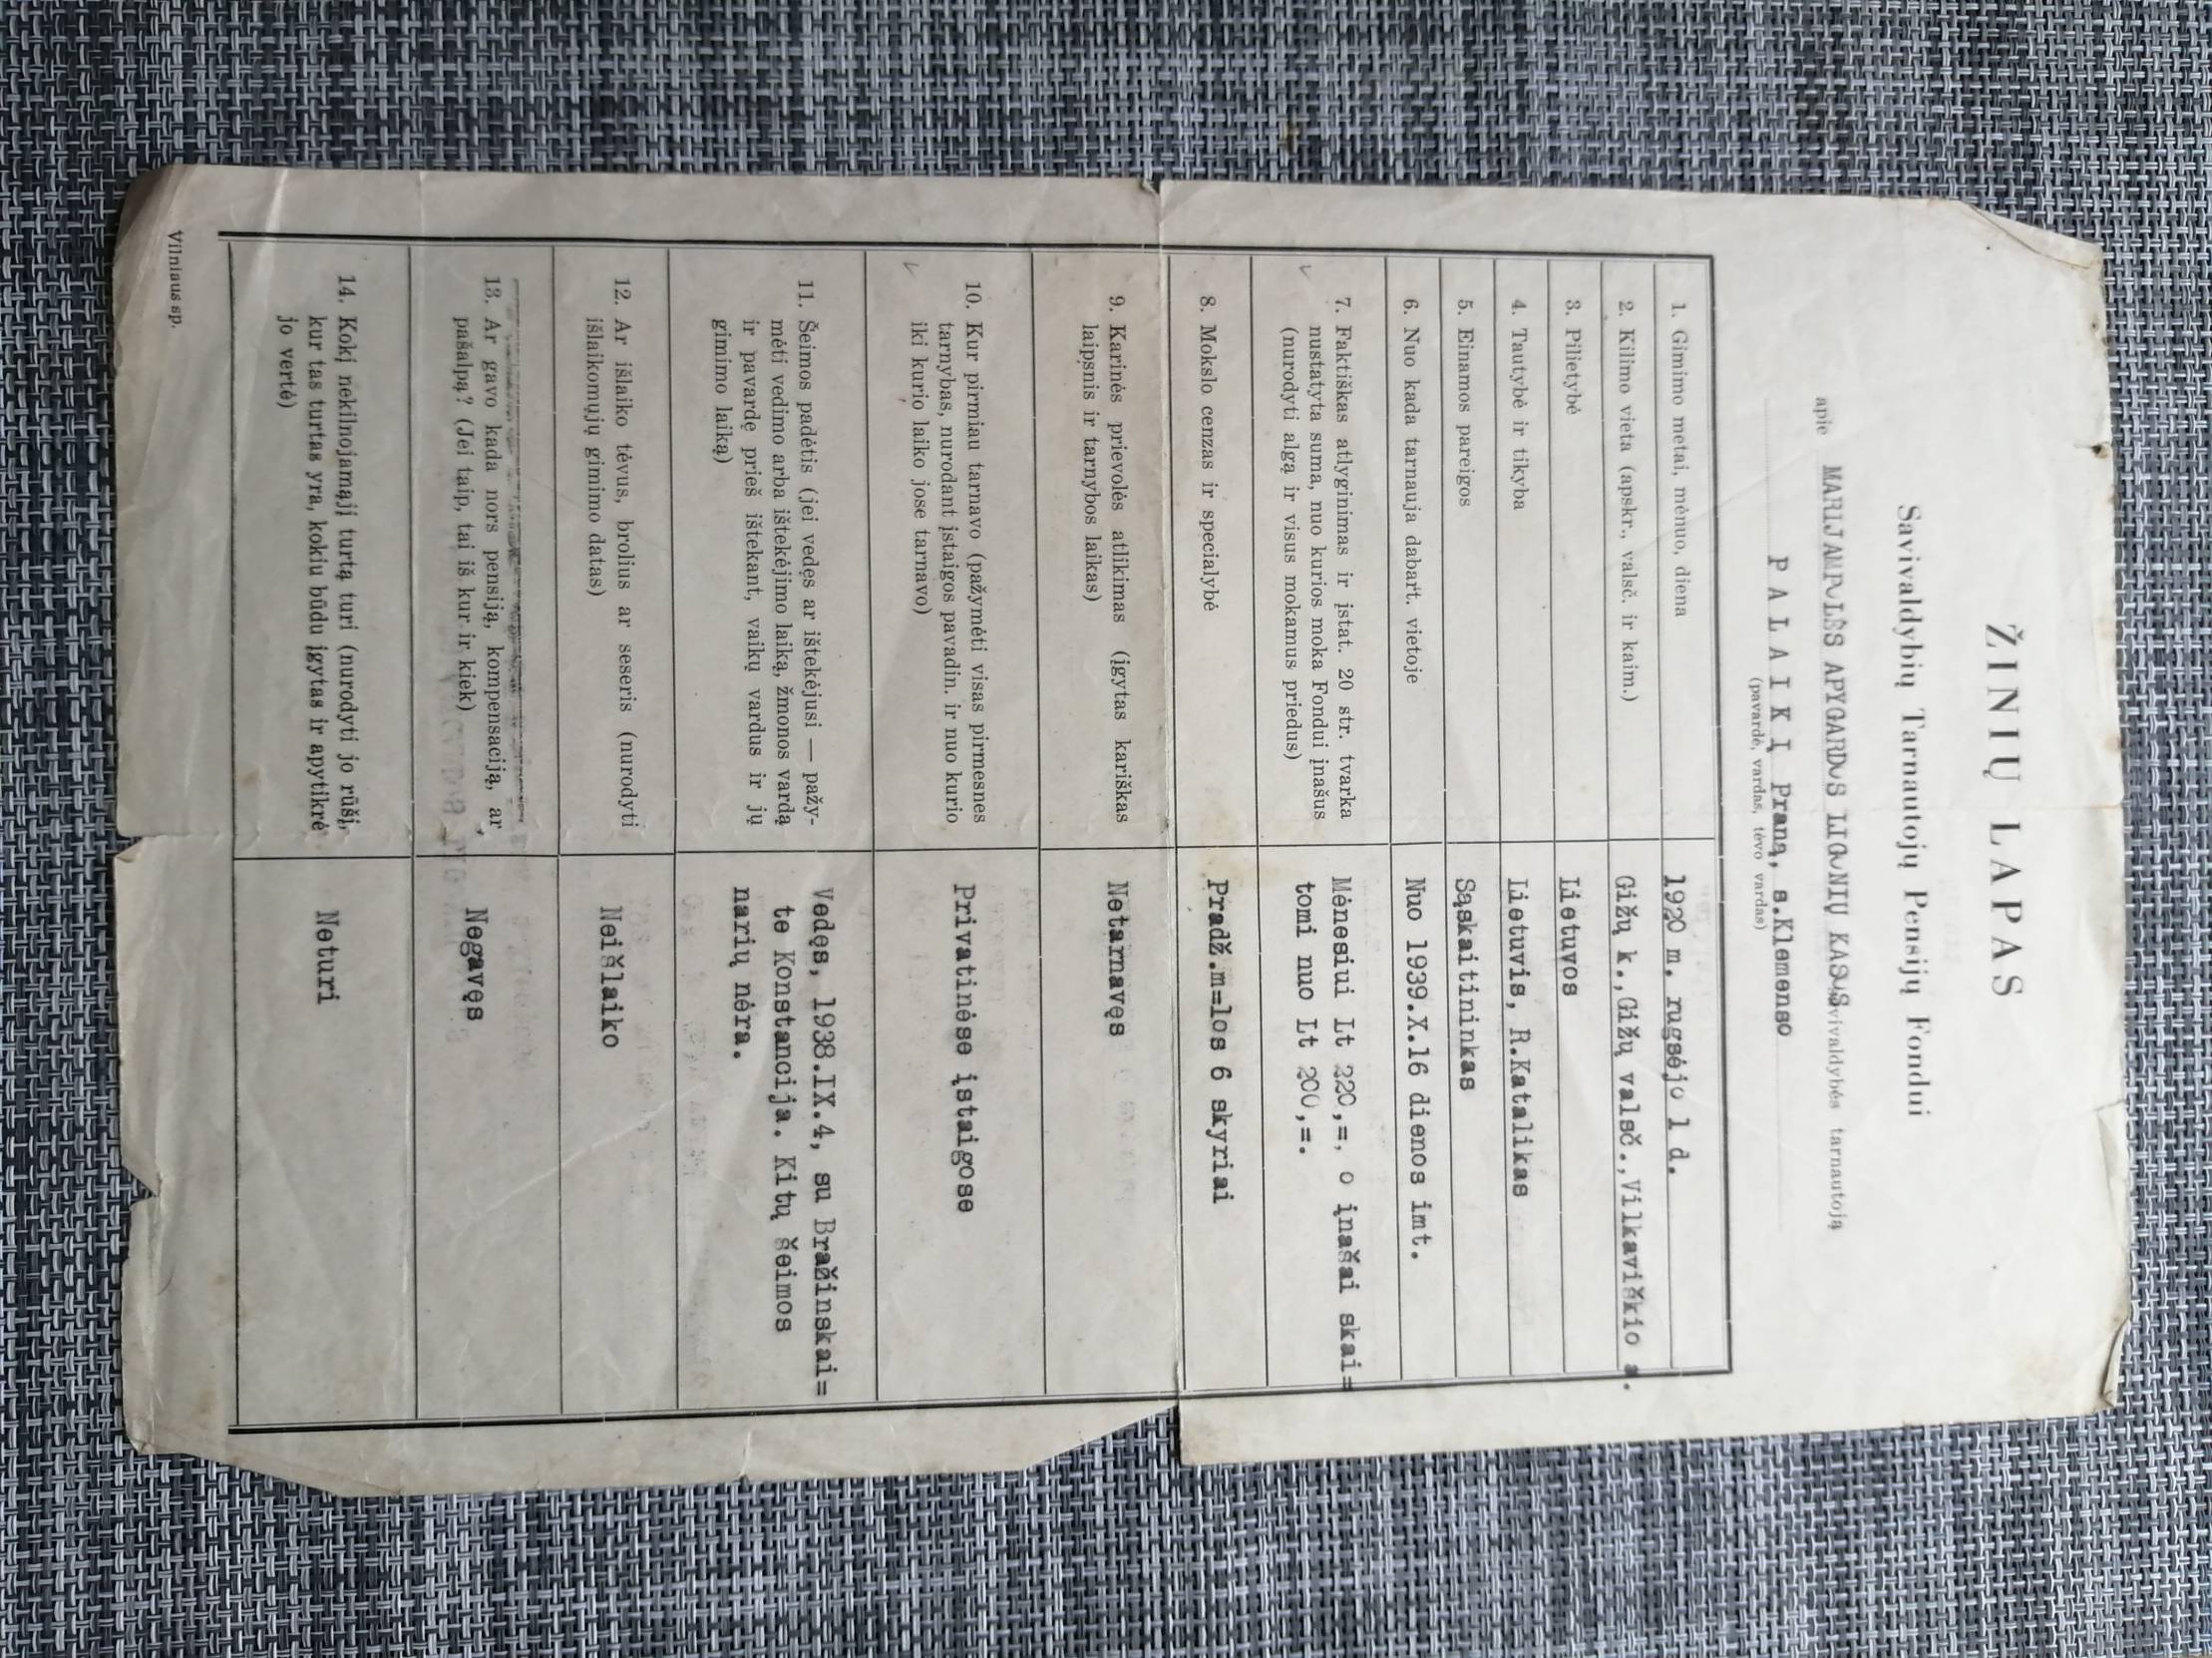 ŽINIŲ LAPAS
Savivaldybių Tarnautojų Pensijų Fondui
apie MARIJAMPOLĖS APYGARDOS LIGONIŲ KASOS savivaldybės tarnautoją
PALAIKĮ Praną, s.Klemenso
(pavardė, vardas, tėvo vardas)
1. Gimimo metai, mėnuo, diena
1920 m. rugsėjo 1 d.
2. Kilimo vieta (apskr., valsč. ir kaim.)
Gižų k.,Gižų valsč.,Vilkaviškio a.
3. Pilietybė
Lietuvos
4. Tautybė ir tikyba
Lietuvis, R.Katalikas
5. Einamos pareigos
Sąskaitininkas
6. Nuo kada tarnauja dabart. vietoje
Nuo 1939.X.16 dienos imt.
7. Faktiškas atlyginimas ir įstat. 20 str. tvarka
nustatyta suma, nuo kurios moka Fondui įnašus
(nurodyti algą ir visus mokamus priedus)
Mėnesiui Lt 220,=, o įnašai skai=
tomi nuo Lt 200,=.
8. Mokslo cenzas ir specialybė
Pradž.m=los 6 skyriai
9. Karinės prievolės atlikimas (įgytas kariškas
laipsnis ir tarnybos laikas)
Netarnavęs
10. Kur pirmiau tarnavo (pažymėti visas pirmesnes
tarnybas, nurodant įstaigos pavadin. ir nuo kurio
iki kurio laiko jose tarnavo)
Privatinėse įstaigose
11. Šeimos padėtis (jei vedęs ar ištekėjusi — pažy-
mėti vedimo arba ištekėjimo laiką, žmonos vardą
ir pavardę prieš ištekant, vaikų vardus ir jų
gimimo laiką)
Vedęs, 1938.IX.4, su Bražinskai=
te Konstancija. Kitų šeimos
narių nėra.
12. Ar išlaiko tėvus, brolius ar seseris (nurodyti
išlaikomųjų gimimo datas)
Neišlaiko
13. Ar gavo kada nors pensiją, kompensaciją, ar
pašalpą? (Jei taip, tai iš kur ir kiek)
Negavęs
14. Kokį nekilnojamąjį turtą turi (nurodyti jo rūšį,
kur tas turtas yra, kokiu būdu įgytas ir apytikrė
jo vertė)
Neturi
Vilniaus sp.